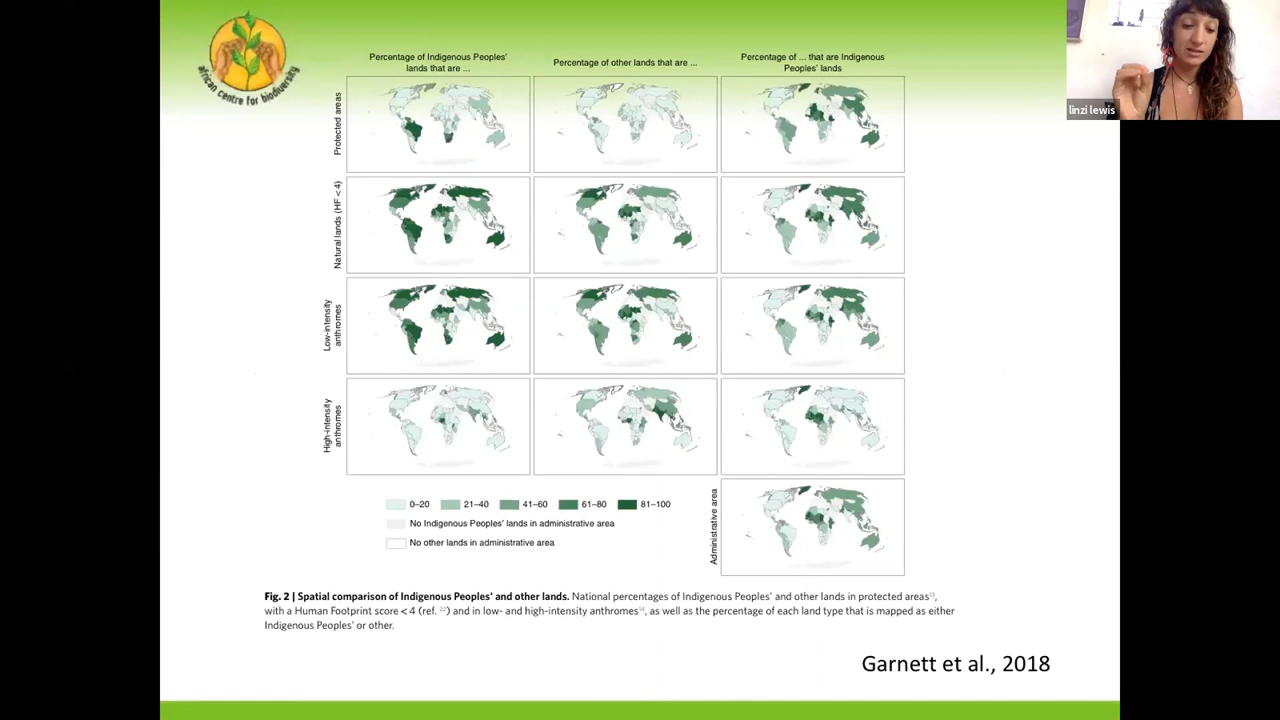 african centre for biodiversity
linzi lewis
Percentage of Indigenous Peoples'
lands that are ...
Percentage of other lands that are ...
Percentage of ... that are Indigenous
Peoples' lands
Protected areas
Natural lands (HF < 4)
Low-intensity
anthromes
High-intensity
anthromes
Administrative area
0–20
21–40
41–60
61–80
81–100
No Indigenous Peoples' lands in administrative area
No other lands in administrative area
Fig. 2 | Spatial comparison of Indigenous Peoples' and other lands. National percentages of Indigenous Peoples' and other lands in protected areas13,
with a Human Footprint score < 4 (ref. 22) and in low- and high-intensity anthromes14, as well as the percentage of each land type that is mapped as either
Indigenous Peoples' or other.
Garnett et al., 2018